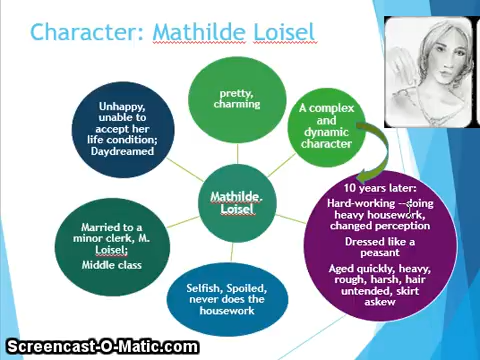 Character: Mathilde Loisel
pretty,
charming
Unhappy,
unable to
accept her
life condition;
Daydreamed
A complex
and
dynamic
character
Mathilde.
Loisel
10 years later:
Hard-working --doing
heavy housework,
changed perception
Dressed like a
peasant
Aged quickly, heavy,
rough, harsh, hair
untended, skirt
askew
Married to a
minor clerk, M.
Loisel;
Middle class
Selfish, Spoiled,
never does the
housework
Screencast-O-Matic.com